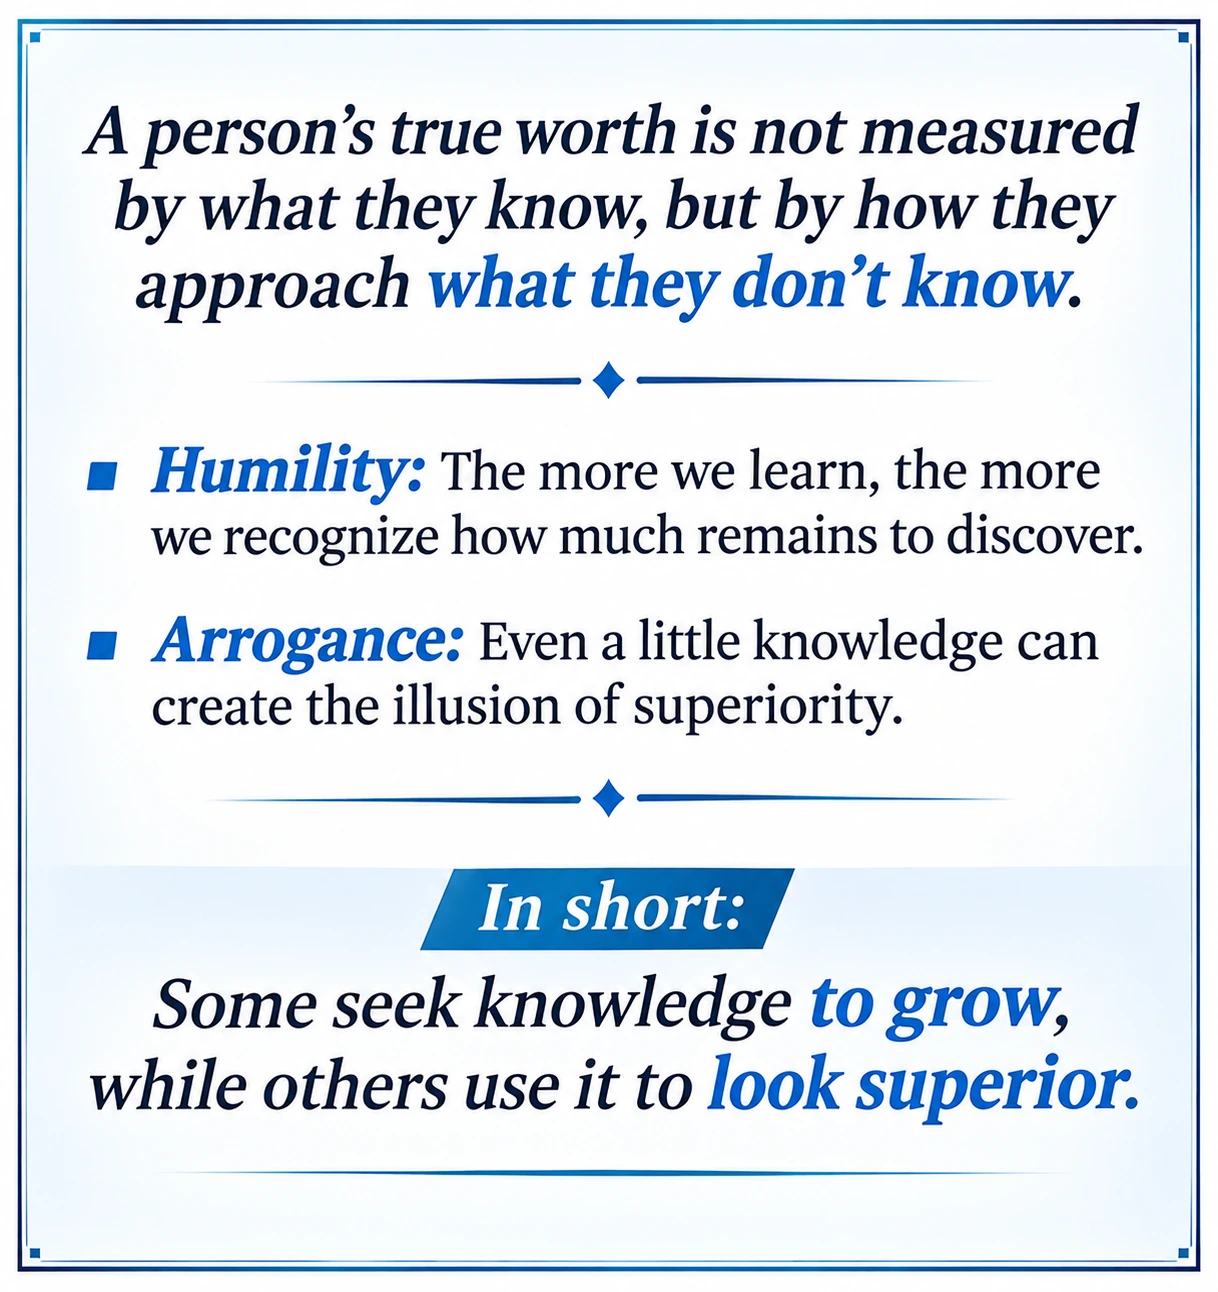 A person’s true worth is not measured
by what they know, but by how they
approach what they don’t know.
▪ Humility: The more we learn, the more
we recognize how much remains to discover.
▪ Arrogance: Even a little knowledge can
create the illusion of superiority.
In short:
Some seek knowledge to grow,
while others use it to look superior.